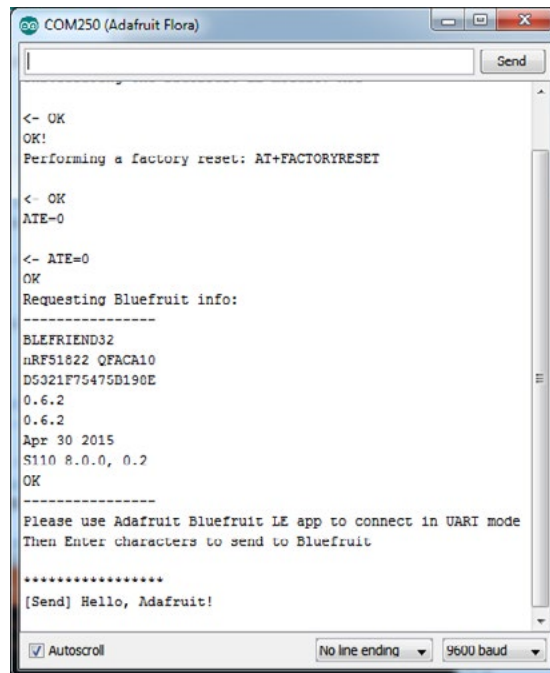 COM250 (Adafruit Flora)
Send
<- OK
OK!
Performing a factory reset: AT+FACTORYRESET
<- OK
ATE=0
<- ATE=0
OK
Requesting Bluefruit info:
----------------
BLEFRIEND32
nRF51822 QFACA10
D5321F75475B198E
0.6.2
0.6.2
Apr 30 2015
S110 8.0.0, 0.2
OK
----------------
Please use Adafruit Bluefruit LE app to connect in UART mode
Then Enter characters to send to Bluefruit
*****************
[Send] Hello, Adafruit!
Autoscroll
No line ending
9600 baud